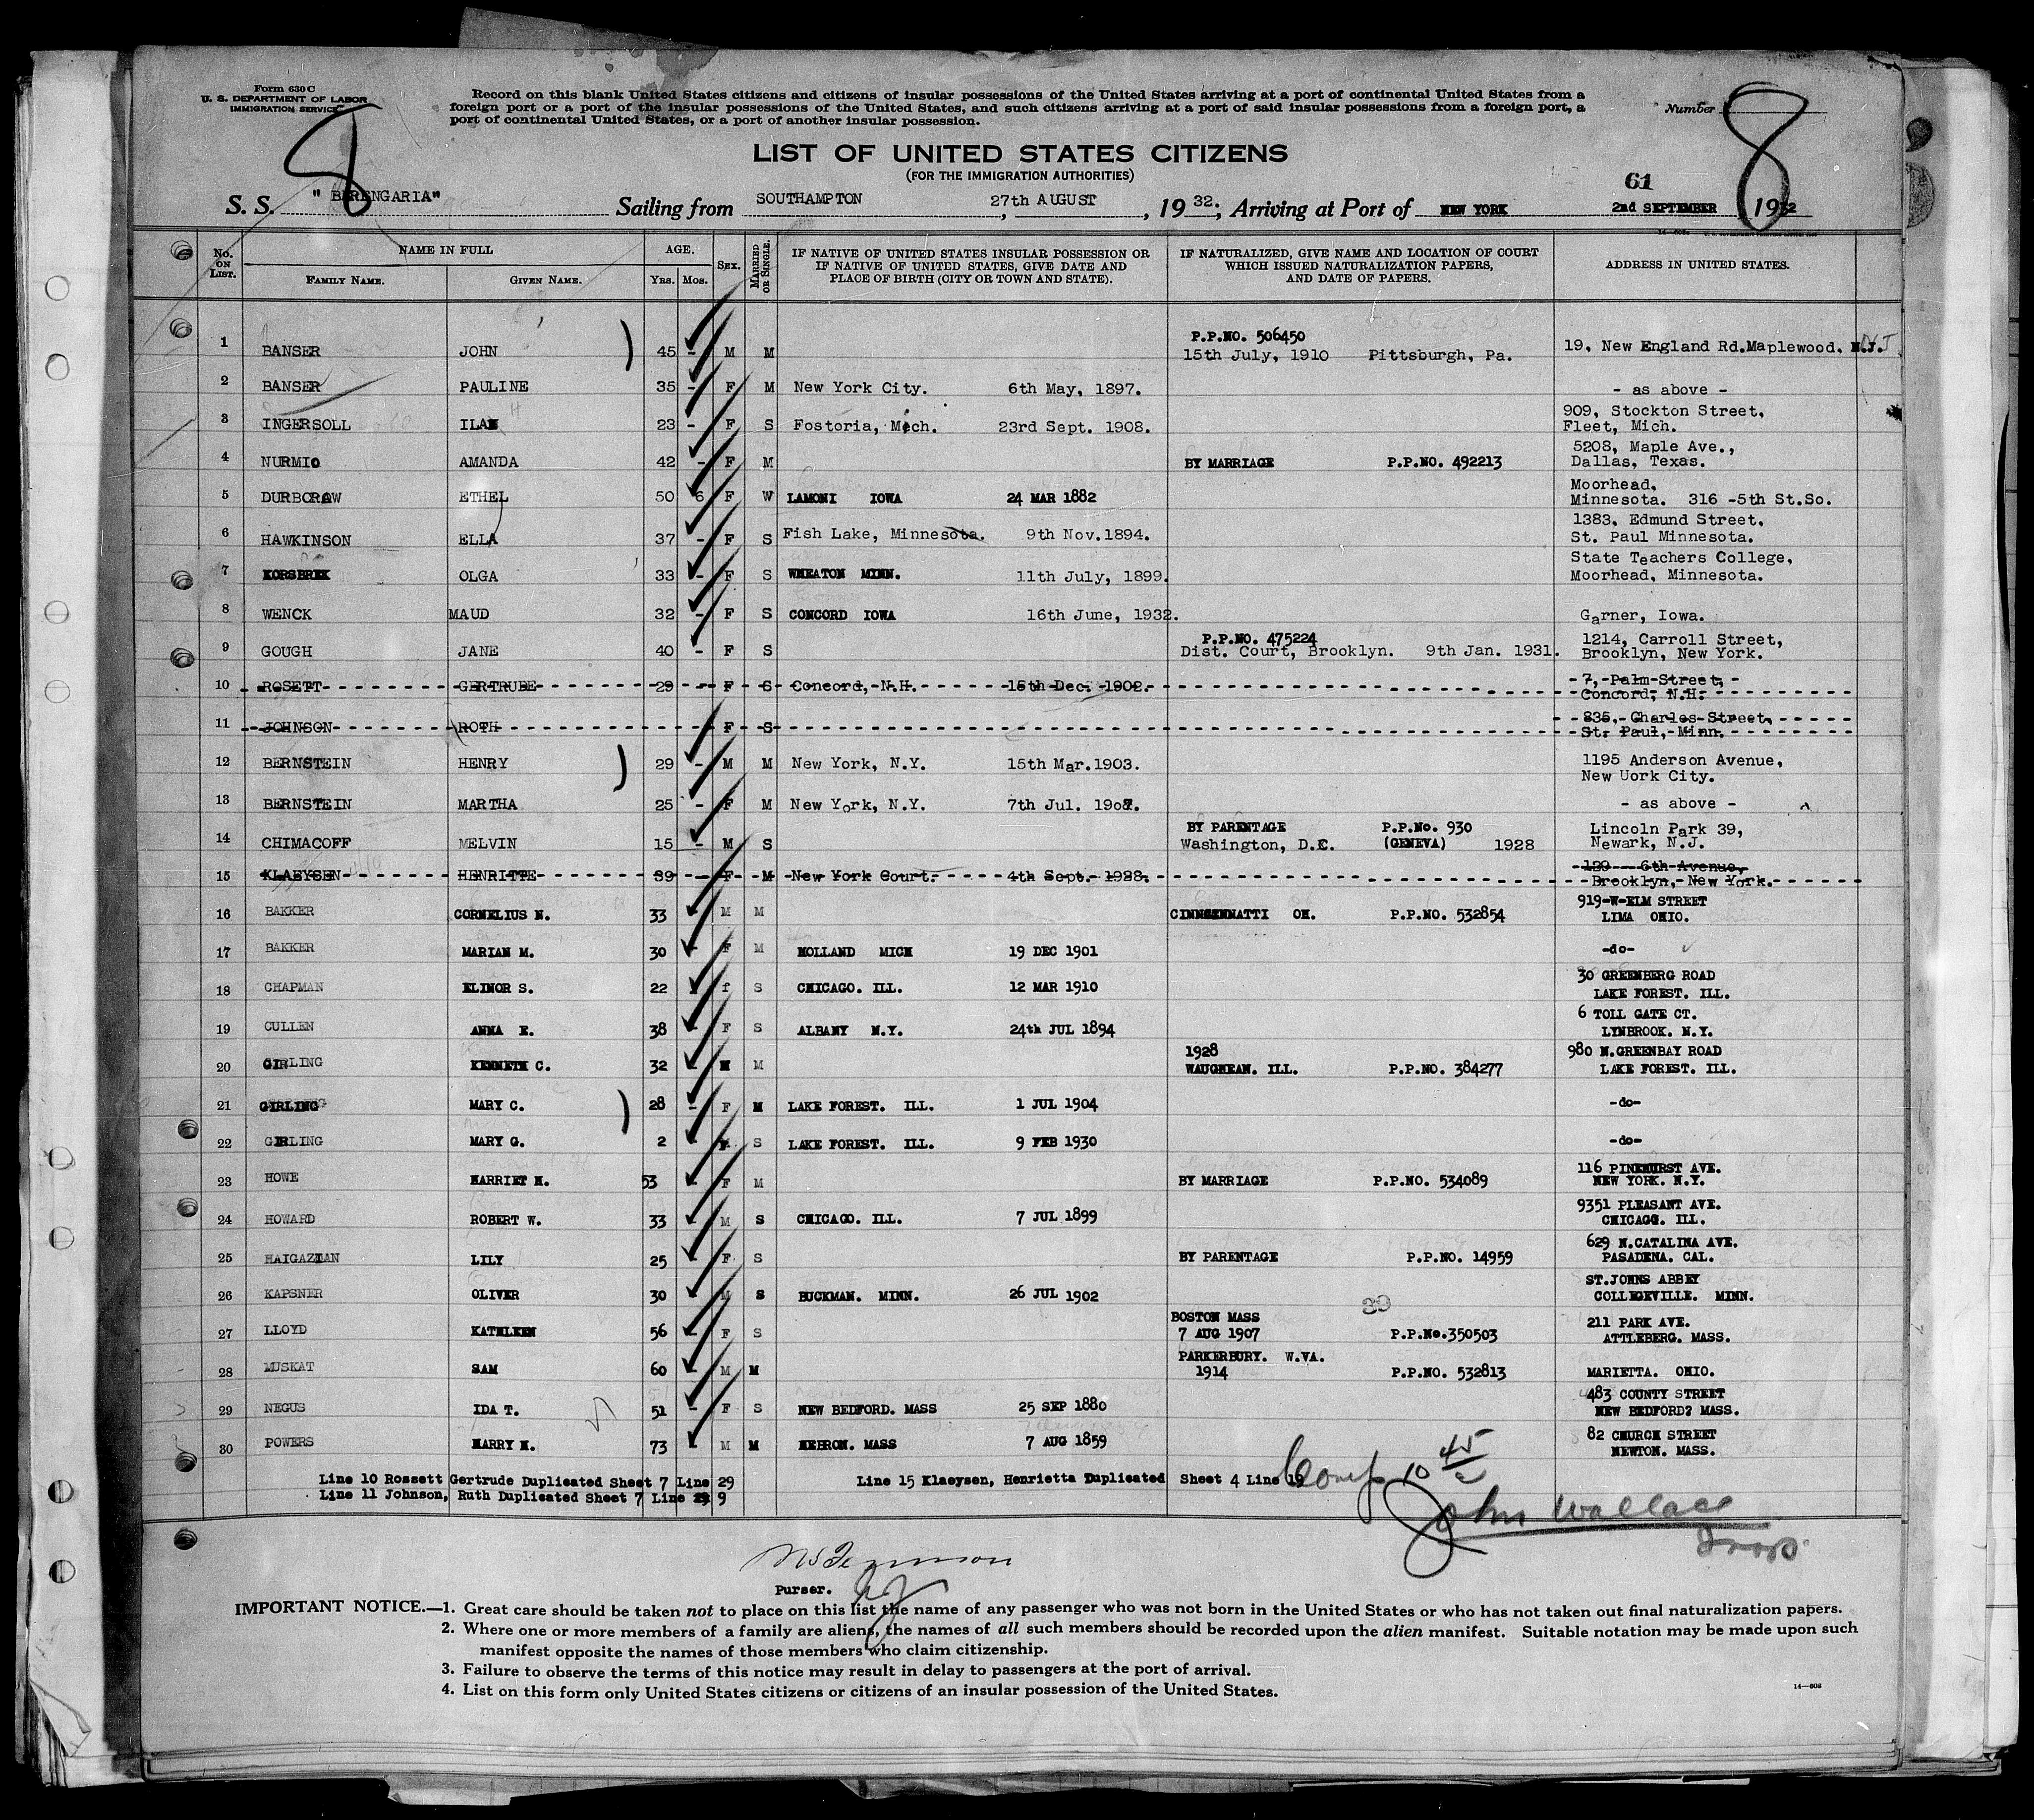 Form 630 C
U. S. DEPARTMENT OF LABOR
IMMIGRATION SERVICE
8
Record on this blank United States citizens and citizens of insular possessions of the United States arriving at a port of continental United States from a
foreign port or a port of the insular possessions of the United States, and such citizens arriving at a port of said insular possessions from a foreign port, a
port of continental United States, or a port of another insular possession.
Number 8
LIST OF UNITED STATES CITIZENS
(FOR THE IMMIGRATION AUTHORITIES)
61
S. S. "BERENGARIA" Sailing from SOUTHAMPTON , 27th AUGUST , 19 32; Arriving at Port of NEW YORK 2nd SEPTEMBER , 1932
No. ON LIST. NAME IN FULL FAMILY NAME. GIVEN NAME. AGE. YRS. MOS. SEX. MARRIED OR SINGLE. IF NATIVE OF UNITED STATES INSULAR POSSESSION OR IF NATIVE OF UNITED STATES, GIVE DATE AND PLACE OF BIRTH (CITY OR TOWN AND STATE). IF NATURALIZED, GIVE NAME AND LOCATION OF COURT WHICH ISSUED NATURALIZATION PAPERS, AND DATE OF PAPERS. ADDRESS IN UNITED STATES.
P.P.NO. 506450
1 BANSER JOHN 45 - M M 15th July, 1910 Pittsburgh, Pa. 19, New England Rd.Maplewood, N.J. NJ
2 BANSER PAULINE 35 - F M New York City. 6th May, 1897. - as above -
909, Stockton Street,
3 INGERSOLL ILAH 23 - F S Fostoria, Mich. 23rd Sept. 1908. Fleet, Mich.
5208, Maple Ave.,
4 NURMIO AMANDA 42 - F M BY MARRIAGE P.P.NO. 492213 Dallas, Texas.
Moorhead,
5 DURBORAW ETHEL 50 6 F W LAMONI IOWA 24 MAR 1882 Minnesota. 316 -5th St.So.
1383, Edmund Street,
6 HAWKINSON ELLA 37 - F S Fish Lake, Minnesota. 9th Nov.1894. St. Paul Minnesota.
State Teachers College,
7 KORSBREK OLGA 33 - F S WHEATON MINN. 11th July, 1899. Moorhead, Minnesota.
8 WENCK MAUD 32 - F S CONCORD IOWA 16th June, 1932. Garner, Iowa.
P.P.NO. 475224 1214, Carroll Street,
9 GOUGH JANE 40 - F S Dist. Court, Brooklyn. 9th Jan. 1931. Brooklyn, New York.
10 ROSETT GERTRUDE 29 - F S Concord, N.H. 15th Dec. 1902. 7, Palm Street,
Concord, N.H.
835, Charles Street,
11 JOHNSON ROTH F S St. Paul, Minn.
12 BERNSTEIN HENRY 29 - M M New York, N.Y. 15th Mar.1903. 1195 Anderson Avenue,
New Uork City.
13 BERNSTEIN MARTHA 25 - F M New York, N.Y. 7th Jul. 1907. - as above -
BY PARENTAGE P.P.No. 930 Lincoln Park 39,
14 CHIMACOFF MELVIN 15 - M S Washington, D.C. (GENEVA) 1928 Newark, N.J.
129 6th Avenue,
15 KLAEYSEN HENRITTE 39 - F M New York Court. 4th Sept. 1928. Brooklyn, New York.
919-W-ELM STREET
16 BAKKER CORNELIUS N. 33 - M M CINNCENNATTI OH. P.P.NO. 532854 LIMA OHIO.
17 BAKKER MARIAN M. 30 - F M HOLLAND MICH 19 DEC 1901 -do-
30 GREENBERG ROAD
18 CHAPMAN ELINOR S. 22 - f S CHICAGO. ILL. 12 MAR 1910 LAKE FOREST. ILL.
6 TOLL GATE CT.
19 CULLEN ANNA E. 38 - F S ALBANY N.Y. 24th JUL 1894 LYNBROOK. N.Y.
1928 980 N.GREENBAY ROAD
20 GIRLING KENNETH C. 32 - M M WAUGHEAN. ILL. P.P.NO. 384277 LAKE FOREST. ILL.
21 GIRLING MARY C. 28 - F M LAKE FOREST. ILL. 1 JUL 1904 -do-
22 GIRLING MARY G. 2 - F S LAKE FOREST. ILL. 9 FEB 1930 -do-
116 PINEHURST AVE.
23 HOWE HARRIET H. 53 - F M BY MARRIAGE P.P.NO. 534089 NEW YORK. N.Y.
9351 PLEASANT AVE.
24 HOWARD ROBERT W. 33 - M S CHICAGO. ILL. 7 JUL 1899 CHICAGO. ILL.
629 N.CATALINA AVE.
25 HAIGAZIAN LILY 25 - F S BY PARENTAGE P.P.NO. 14959 PASADENA. CAL.
ST.JOHNS ABBEY
26 KAPSNER OLIVER 30 - M S BUCKMAN. MINN. 26 JUL 1902 COLLEGEVILLE. MINN.
BOSTON MASS 211 PARK AVE.
27 LLOYD KATHLEEN 56 - F S 7 AUG 1907 P.P.No.350503 ATTLEBERG. MASS.
PARKERBURY. W.VA.
28 MUSKAT SAM 60 - M M 1914 P.P.NO. 532813 MARIETTA. OHIO.
483 COUNTY STREET
29 NEGUS IDA T. 51 - F S NEW BEDFORD. MASS 25 SEP 1880 NEW BEDFORD? MASS.
82 CHURCH STREET
30 POWERS HARRY H. 73 - M M HEBRON. MASS 7 AUG 1859 NEWTON. MASS.
Line 10 Rossett Gertrude Duplicated Sheet 7 Line 29 Line 15 Klaeysen, Henrietta Duplicated Sheet 4 Line 19
Line 11 Johnson, Ruth Duplicated Sheet 7 Line 9
Comp 10 45
John Wallace
Purser.
IMPORTANT NOTICE.—1. Great care should be taken not to place on this list the name of any passenger who was not born in the United States or who has not taken out final naturalization papers.
2. Where one or more members of a family are aliens, the names of all such members should be recorded upon the alien manifest. Suitable notation may be made upon such
manifest opposite the names of those members who claim citizenship.
3. Failure to observe the terms of this notice may result in delay to passengers at the port of arrival.
4. List on this form only United States citizens or citizens of an insular possession of the United States.
14—608